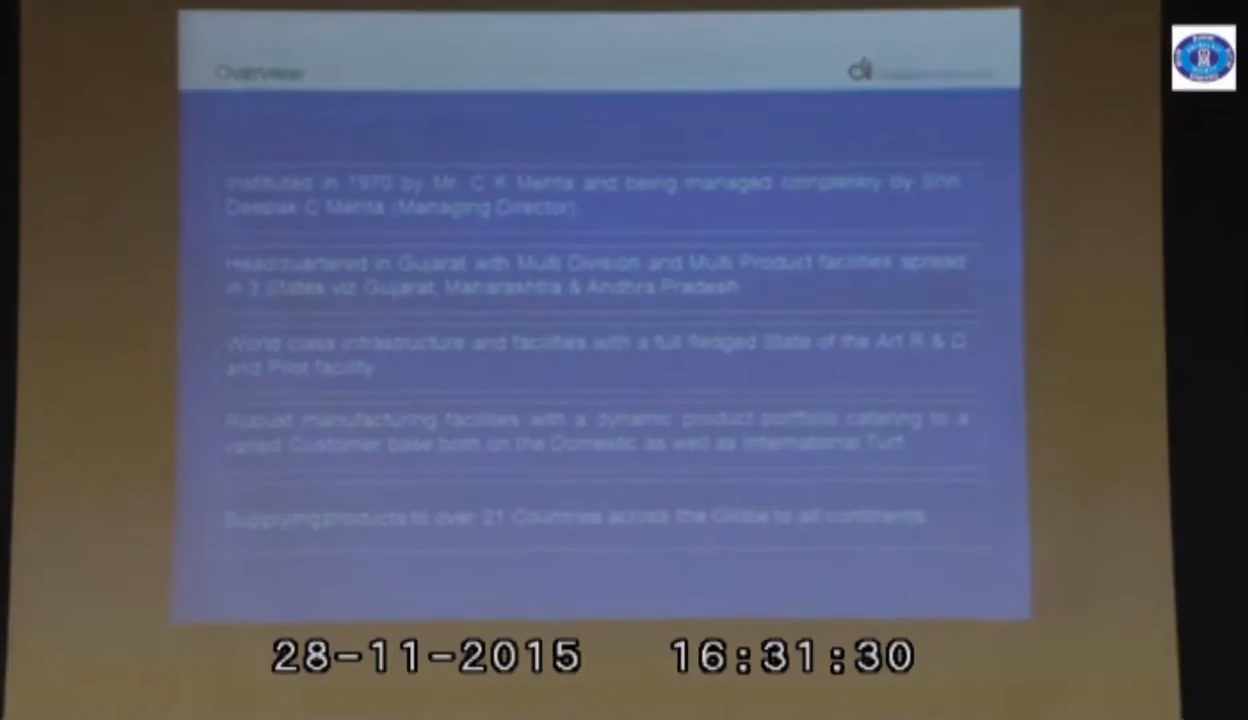 Overview
Instituted in 1970 by Mr. C K Mehta and being managed completely by Shri
Deepak C Mehta (Managing Director)
Headquartered in Gujarat with Multi Division and Multi Product facilities spread
in 3 States viz Gujarat, Maharashtra & Andhra Pradesh
World class infrastructure and facilities with a full fledged State of the Art R & D
and Pilot facility
Robust manufacturing facilities with a dynamic product portfolio catering to a
varied Customer base both on the Domestic as well as International Turf
Supplying products to over 21 Countries across the Globe to all continents
28-11-2015 16:31:30